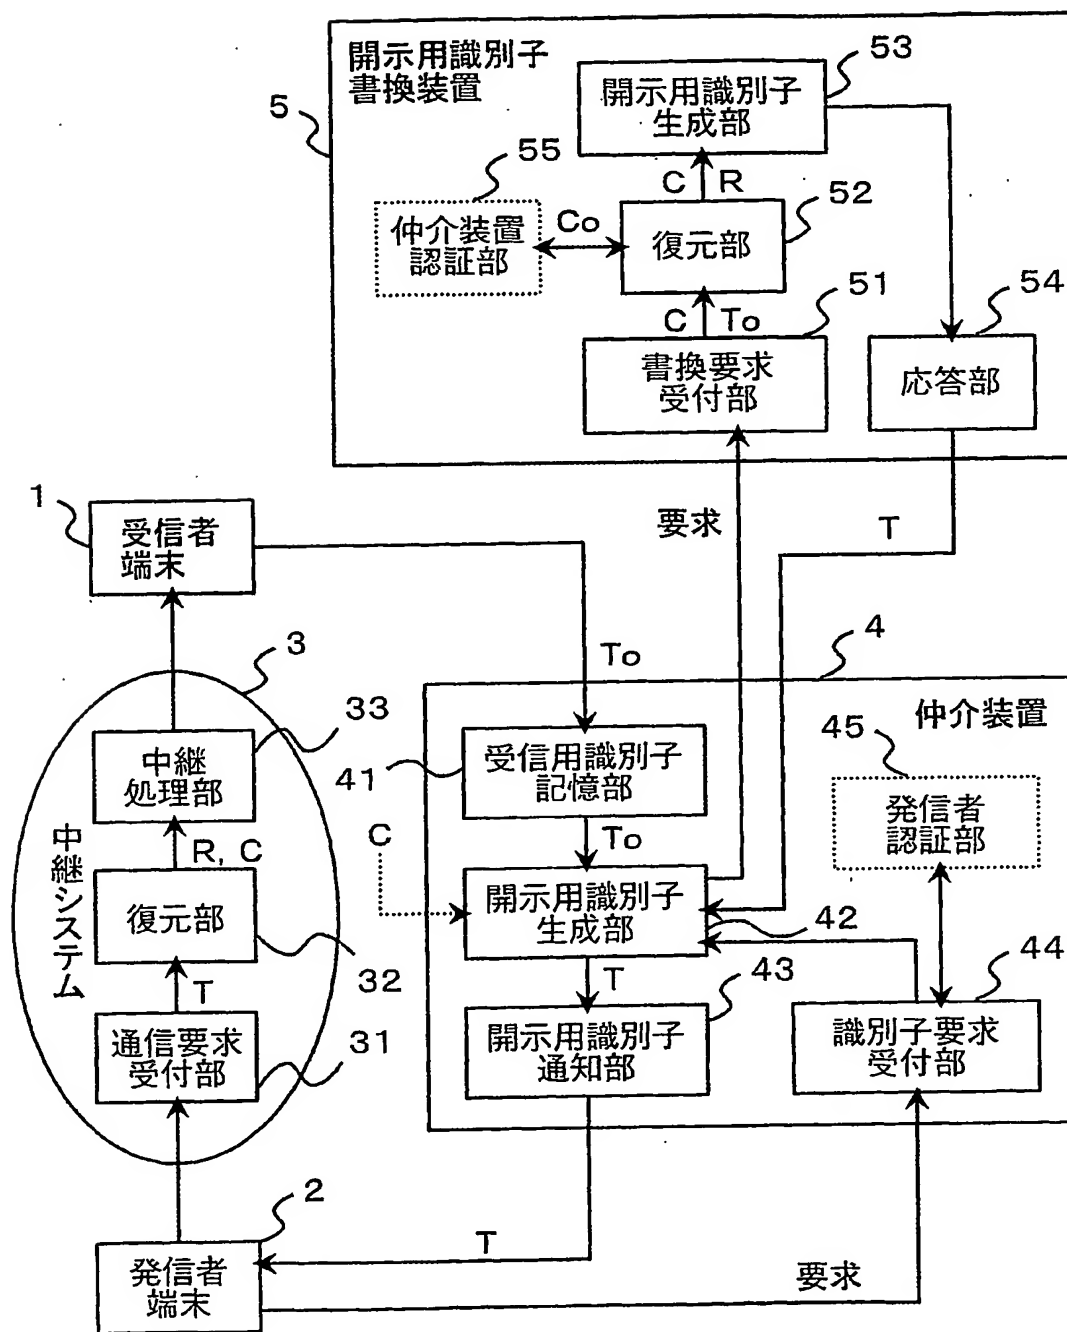 開示用識別子
書換装置
5
53
開示用識別子
生成部
55
C R
52
仲介装置
認証部
Co
復元部
51
C To
54
書換要求
受付部
応答部
1
受信者
端末
要求
T
3
To
4
仲介装置
33
中継
処理部
41
受信用識別子
記憶部
45
発信者
認証部
C
To
R, C
中継システム
復元部
32
開示用識別子
生成部
42
T
T
43
44
通信要求
受付部
31
開示用識別子
通知部
識別子要求
受付部
2
T
発信者
端末
要求